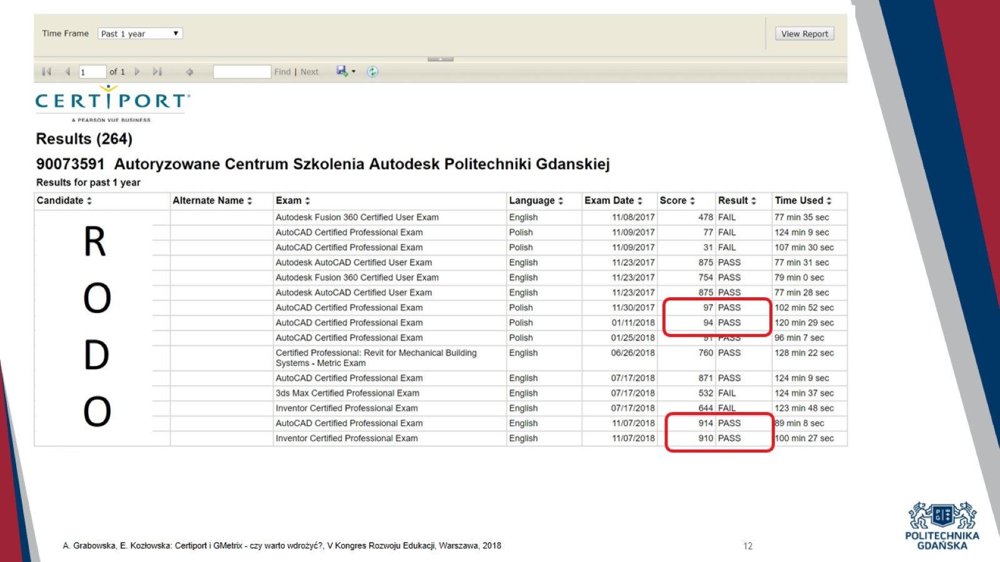 Time Frame Past 1 year View Report
1 of 1 Find | Next
CERTIPORT
A PEARSON VUE BUSINESS
Results (264)
90073591 Autoryzowane Centrum Szkolenia Autodesk Politechniki Gdanskiej
Results for past 1 year
Candidate Alternate Name Exam Language Exam Date Score Result Time Used
Autodesk Fusion 360 Certified User Exam English 11/08/2017 478 FAIL 77 min 35 sec
AutoCAD Certified Professional Exam Polish 11/09/2017 77 FAIL 124 min 9 sec
AutoCAD Certified Professional Exam Polish 11/09/2017 31 FAIL 107 min 30 sec
Autodesk AutoCAD Certified User Exam English 11/23/2017 875 PASS 77 min 31 sec
Autodesk Fusion 360 Certified User Exam English 11/23/2017 754 PASS 79 min 0 sec
Autodesk AutoCAD Certified User Exam English 11/23/2017 875 PASS 77 min 28 sec
AutoCAD Certified Professional Exam Polish 11/30/2017 97 PASS 102 min 52 sec
AutoCAD Certified Professional Exam Polish 01/11/2018 94 PASS 120 min 29 sec
AutoCAD Certified Professional Exam Polish 01/25/2018 91 PASS 96 min 7 sec
Certified Professional: Revit for Mechanical Building English 06/26/2018 760 PASS 128 min 22 sec
Systems - Metric Exam
AutoCAD Certified Professional Exam English 07/17/2018 871 PASS 124 min 9 sec
3ds Max Certified Professional Exam English 07/17/2018 532 FAIL 124 min 37 sec
Inventor Certified Professional Exam English 07/17/2018 644 FAIL 123 min 48 sec
AutoCAD Certified Professional Exam English 11/07/2018 914 PASS 89 min 8 sec
Inventor Certified Professional Exam English 11/07/2018 910 PASS 100 min 27 sec
R
O
D
O
A. Grabowska, E. Kozłowska: Certiport i GMetrix - czy warto wdrożyć?, V Kongres Rozwoju Edukacji, Warszawa, 2018
12
P W
G
POLITECHNIKA
GDAŃSKA